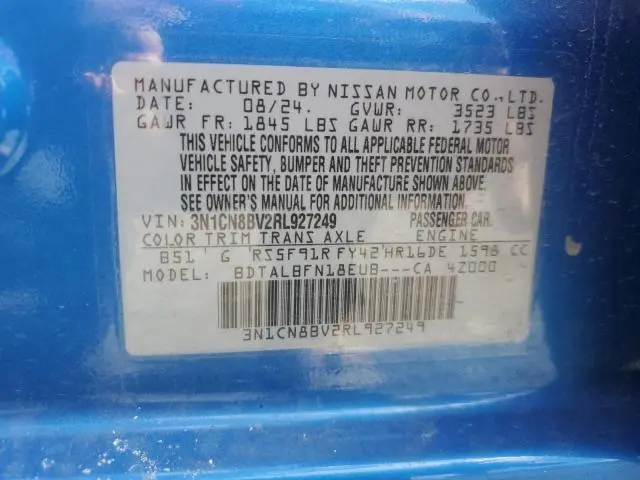 MANUFACTURED BY NISSAN MOTOR CO.,LTD.
DATE: 08/24. GVWR: 3523 LBS
GAWR FR: 1845 LBS GAWR RR: 1735 LBS
THIS VEHICLE CONFORMS TO ALL APPLICABLE FEDERAL MOTOR
VEHICLE SAFETY, BUMPER AND THEFT PREVENTION STANDARDS
IN EFFECT ON THE DATE OF MANUFACTURE SHOWN ABOVE.
SEE OWNER'S MANUAL FOR ADDITIONAL INFORMATION.
VIN: 3N1CN8BV2RL927249 PASSENGER CAR.
COLOR TRIM TRANS AXLE ENGINE
B51 G RS5F91R FY42 HR16DE 1598 CC
MODEL: BDTALBFN18EUB---CA 42000
3N1CN8BV2RL927249